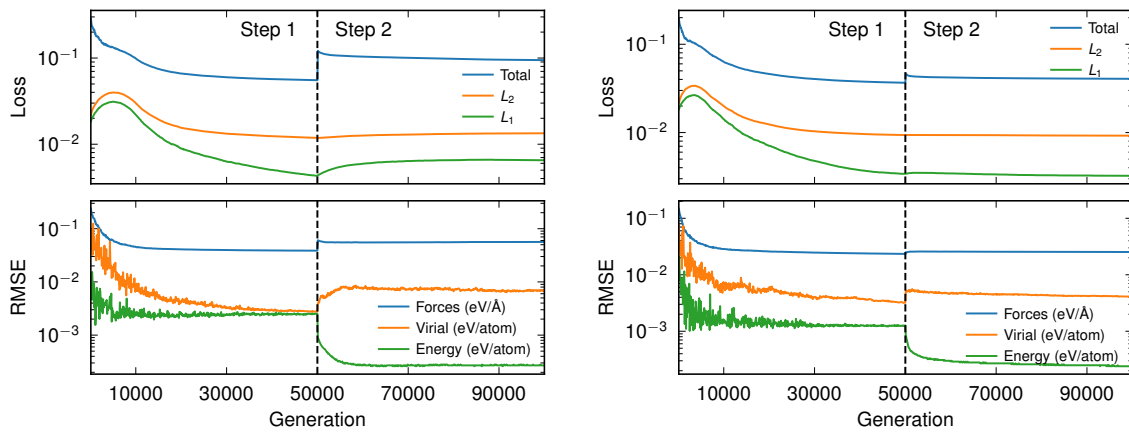 Step 1
Step 2
Loss
10⁻¹
10⁻²
Total
L₂
L₁
RMSE
10⁻¹
10⁻²
10⁻³
Forces (eV/Å)
Virial (eV/atom)
Energy (eV/atom)
10000
30000
50000
70000
90000
Generation
Step 1
Step 2
Loss
10⁻¹
10⁻²
Total
L₂
L₁
RMSE
10⁻¹
10⁻²
10⁻³
Forces (eV/Å)
Virial (eV/atom)
Energy (eV/atom)
10000
30000
50000
70000
90000
Generation